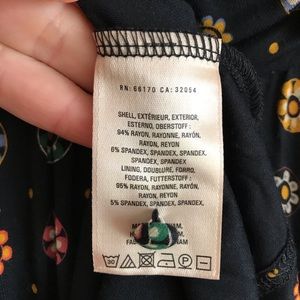 RN: 66170 CA: 32054
SHELL, EXTÉRIEUR, EXTERIOR,
ESTERNO, OBERSTOFF:
94% RAYON, RAYONNE, RAYÓN,
RAYON, REYON
6% SPANDEX, SPANDEX, SPANDEX,
SPANDEX, SPANDEX
LINING, DOUBLURE, FORRO,
FODERA, FUTTERSTOFF:
95% RAYON, RAYONNE, RAYÓN,
RAYON, REYON
5% SPANDEX, SPANDEX, SPANDEX
30
P